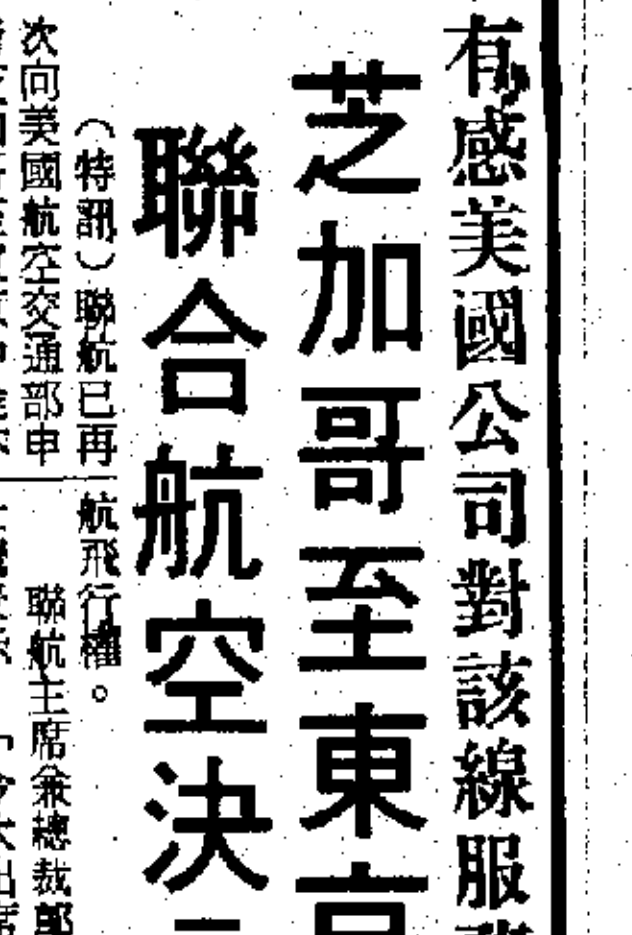 有感美國公司對該線服
芝加哥至東
聯合航空決
（特訊）聯航已再
次向美國航空交通部申
航飛行權。
聯航主席兼總裁郭